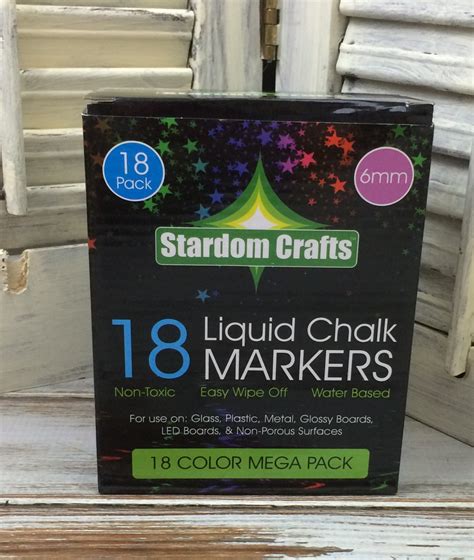 18
Pack
6mm
Stardom Crafts
18 Liquid Chalk
MARKERS
Non-Toxic Easy Wipe Off Water Based
For use on: Glass, Plastic, Metal, Glossy Boards,
LED Boards, & Non-Porous Surfaces
18 COLOR MEGA PACK